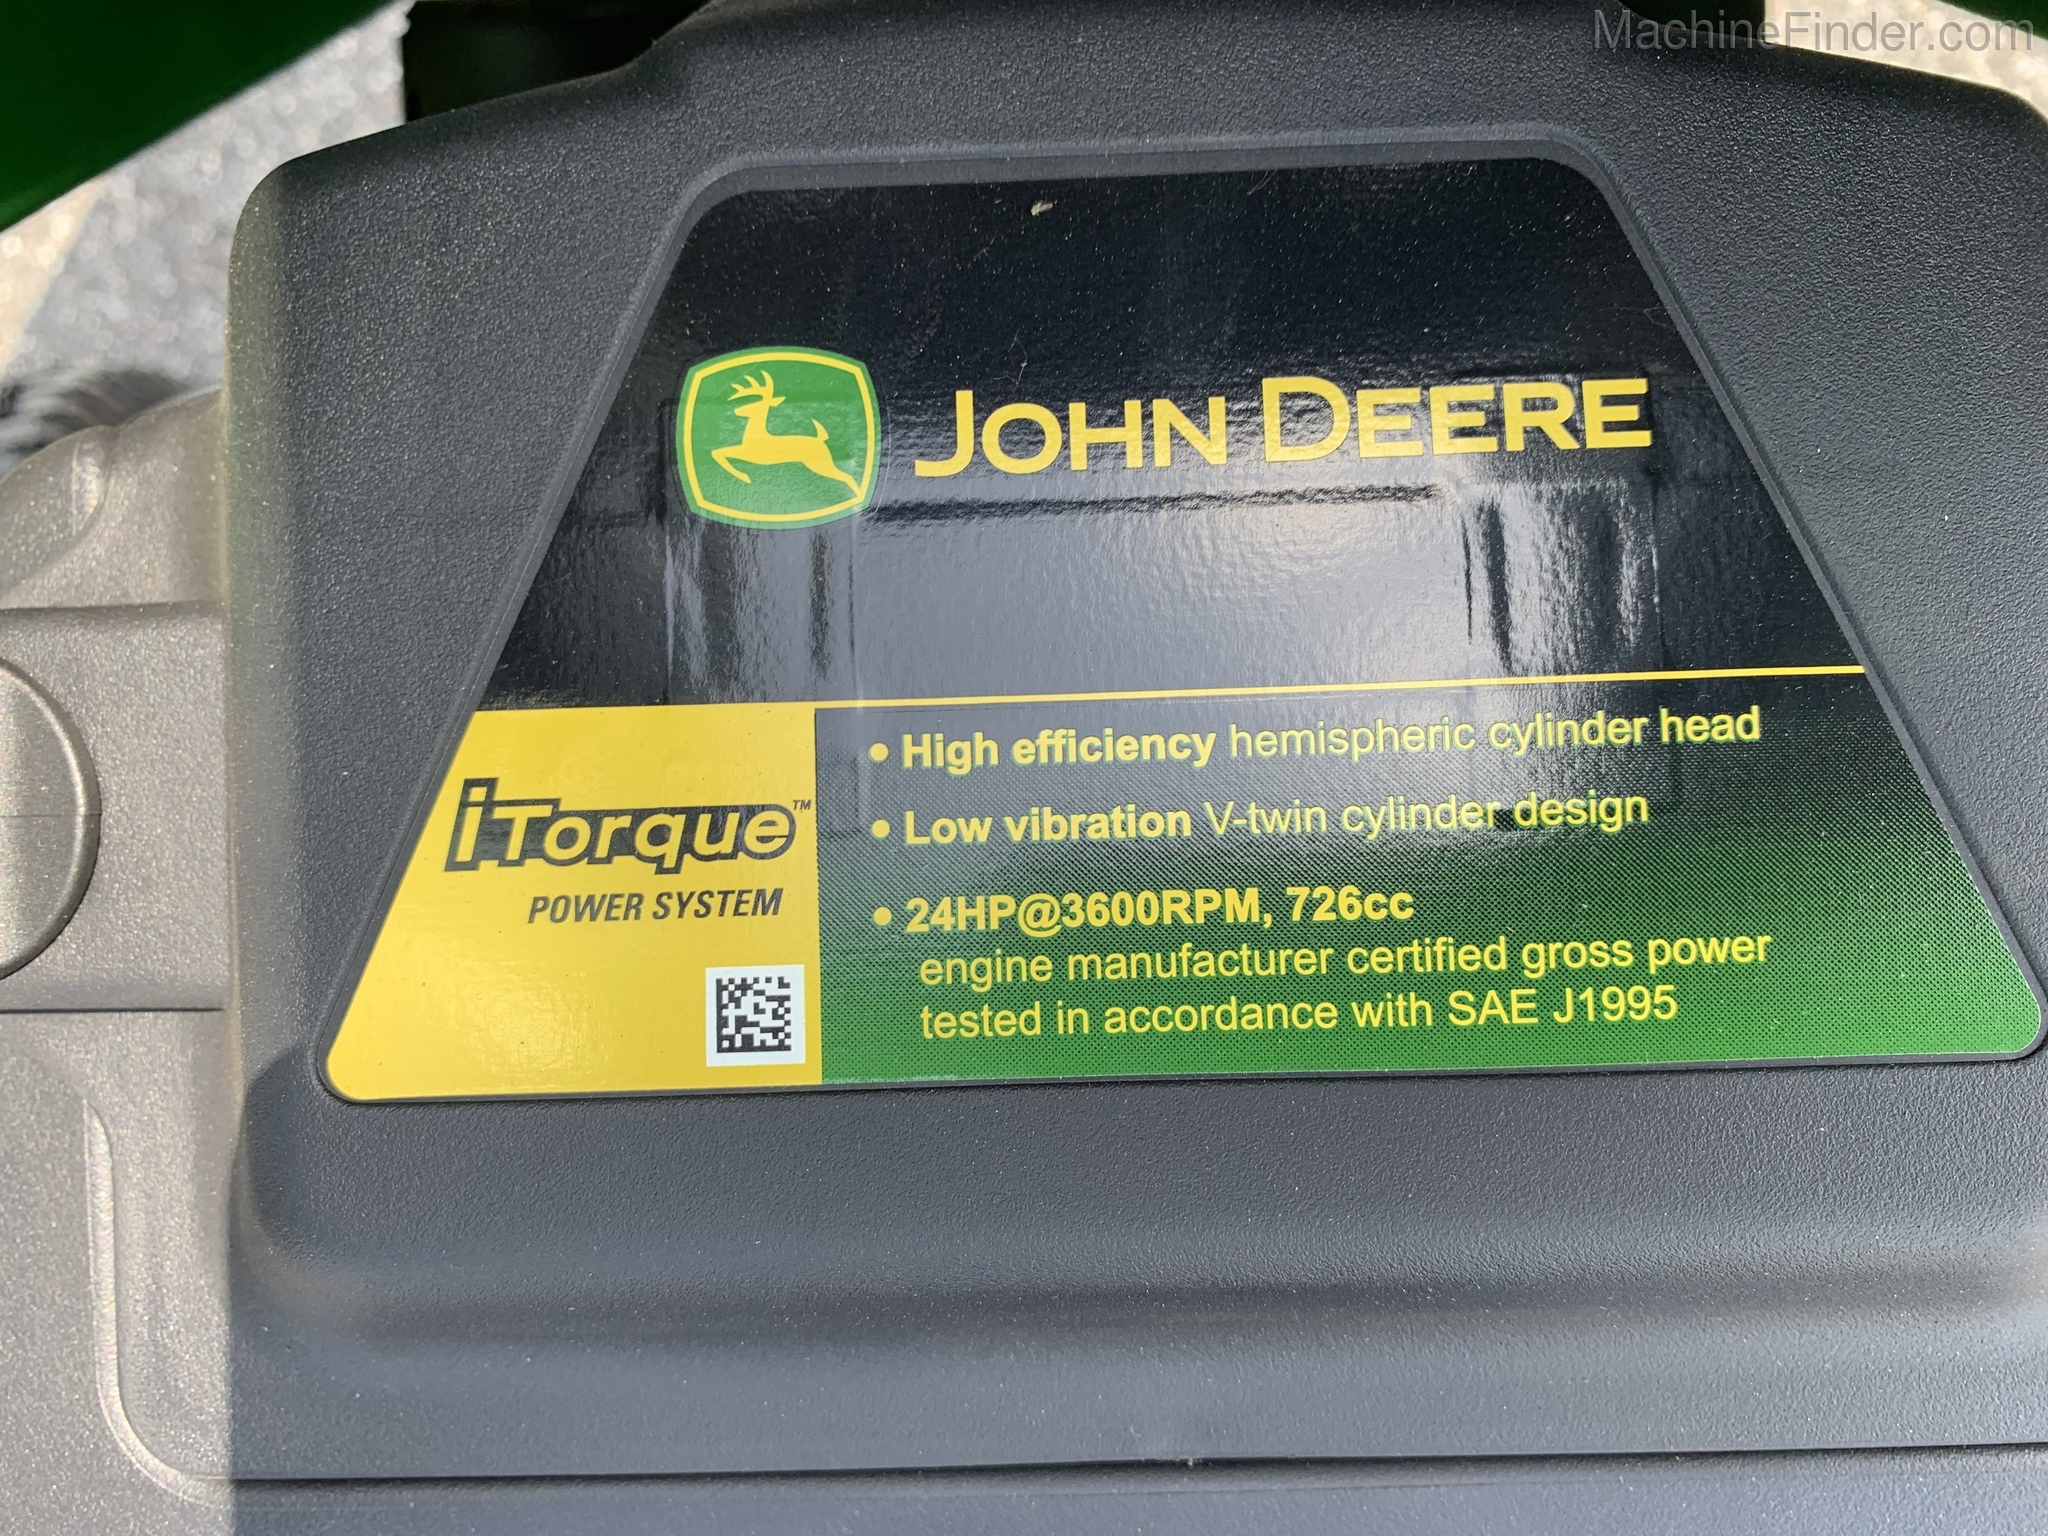 MachineFinder.com
JOHN DEERE
iTorque™
POWER SYSTEM
• High efficiency hemispheric cylinder head
• Low vibration V-twin cylinder design
• 24HP@3600RPM, 726cc
engine manufacturer certified gross power
tested in accordance with SAE J1995